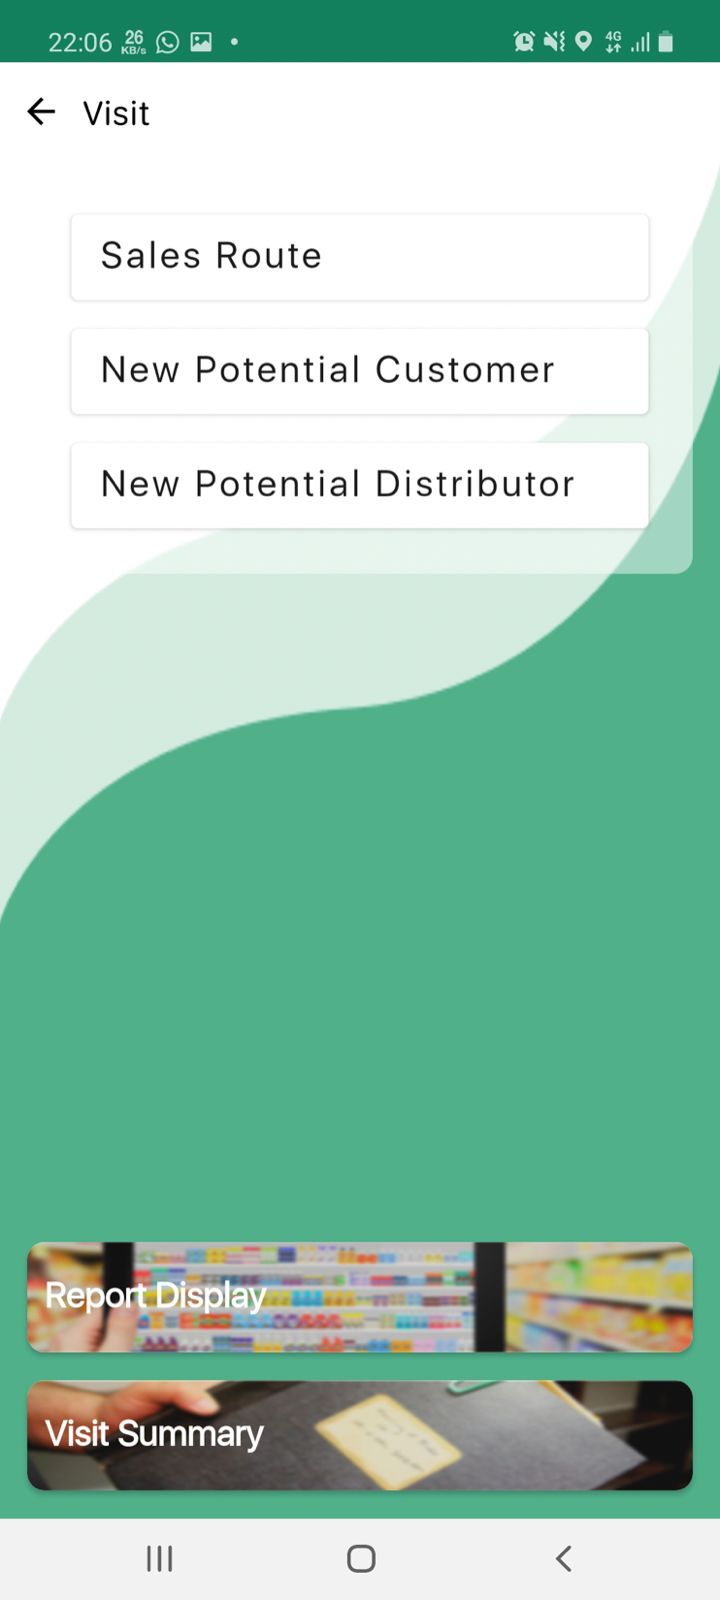 22:06 26 KB/s 4G
Visit
Sales Route
New Potential Customer
New Potential Distributor
Report Display
Visit Summary